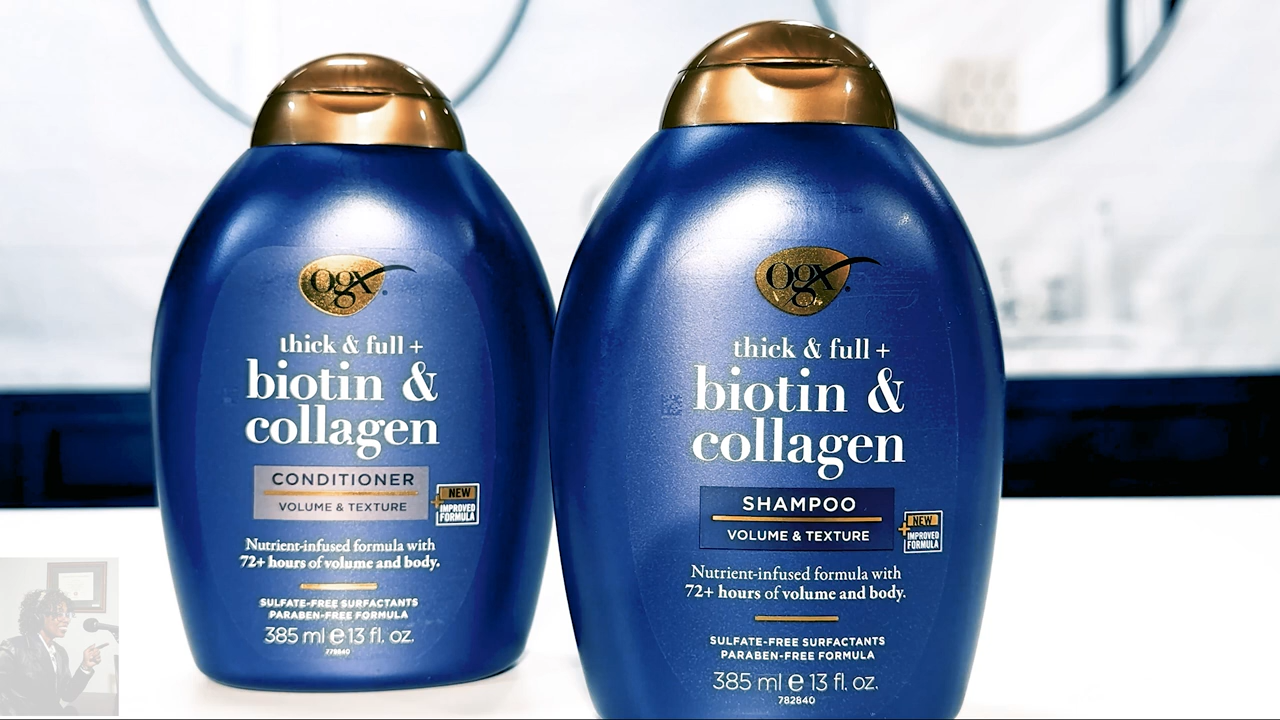 ogx
thick & full +
biotin &
collagen
CONDITIONER
VOLUME & TEXTURE
NEW
+ IMPROVED
FORMULA
Nutrient-infused formula with
72+ hours of volume and body.
SULFATE-FREE SURFACTANTS
PARABEN-FREE FORMULA
385 ml e 13 fl. oz.
779840
ogx
thick & full +
biotin &
collagen
SHAMPOO
VOLUME & TEXTURE
NEW
+ IMPROVED
FORMULA
Nutrient-infused formula with
72+ hours of volume and body.
SULFATE-FREE SURFACTANTS
PARABEN-FREE FORMULA
385 ml e 13 fl. oz.
782840